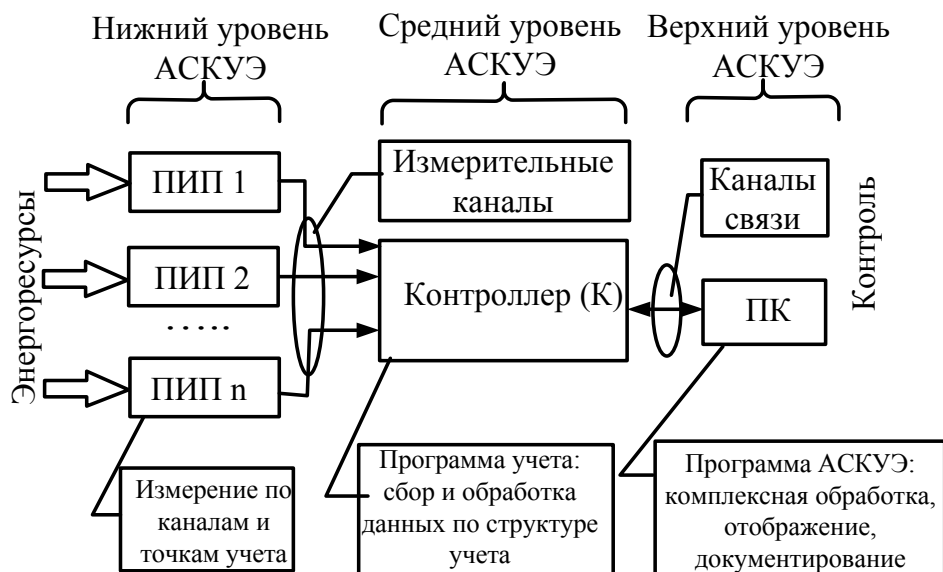 Нижний уровень
АСКУЭ
Средний уровень
АСКУЭ
Верхний уровень
АСКУЭ
Энергоресурсы
ПИП 1
ПИП 2
.....
ПИП n
Измерительные
каналы
Контроллер (К)
Каналы
связи
ПК
Контроль
Измерение по
каналам и
точкам учета
Программа учета:
сбор и обработка
данных по структуре
учета
Программа АСКУЭ:
комплексная обработка,
отображение,
документирование